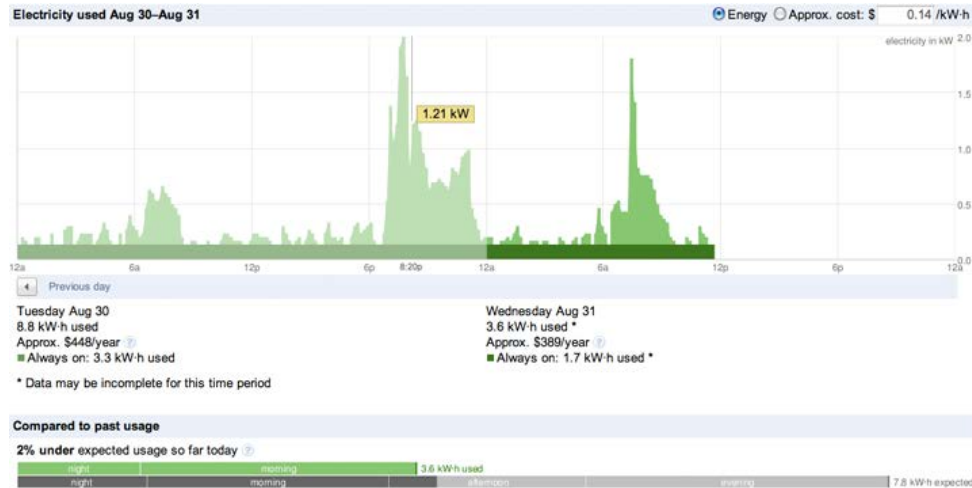 Electricity used Aug 30–Aug 31
Energy Approx. cost: $ 0.14 /kW·h
electricity in kW 2.0
1.21 kW
1.5
1.0
0.5
0.0
12a 6a 12p 6p 8:20p 12a 6a 12p 6p 12a
Previous day
Tuesday Aug 30
8.8 kW·h used
Approx. $448/year ?
Always on: 3.3 kW·h used
Wednesday Aug 31
3.6 kW·h used *
Approx. $389/year ?
Always on: 1.7 kW·h used *
* Data may be incomplete for this time period
Compared to past usage
2% under expected usage so far today ?
night morning 3.6 kW·h used
night morning afternoon evening 7.8 kW·h expected